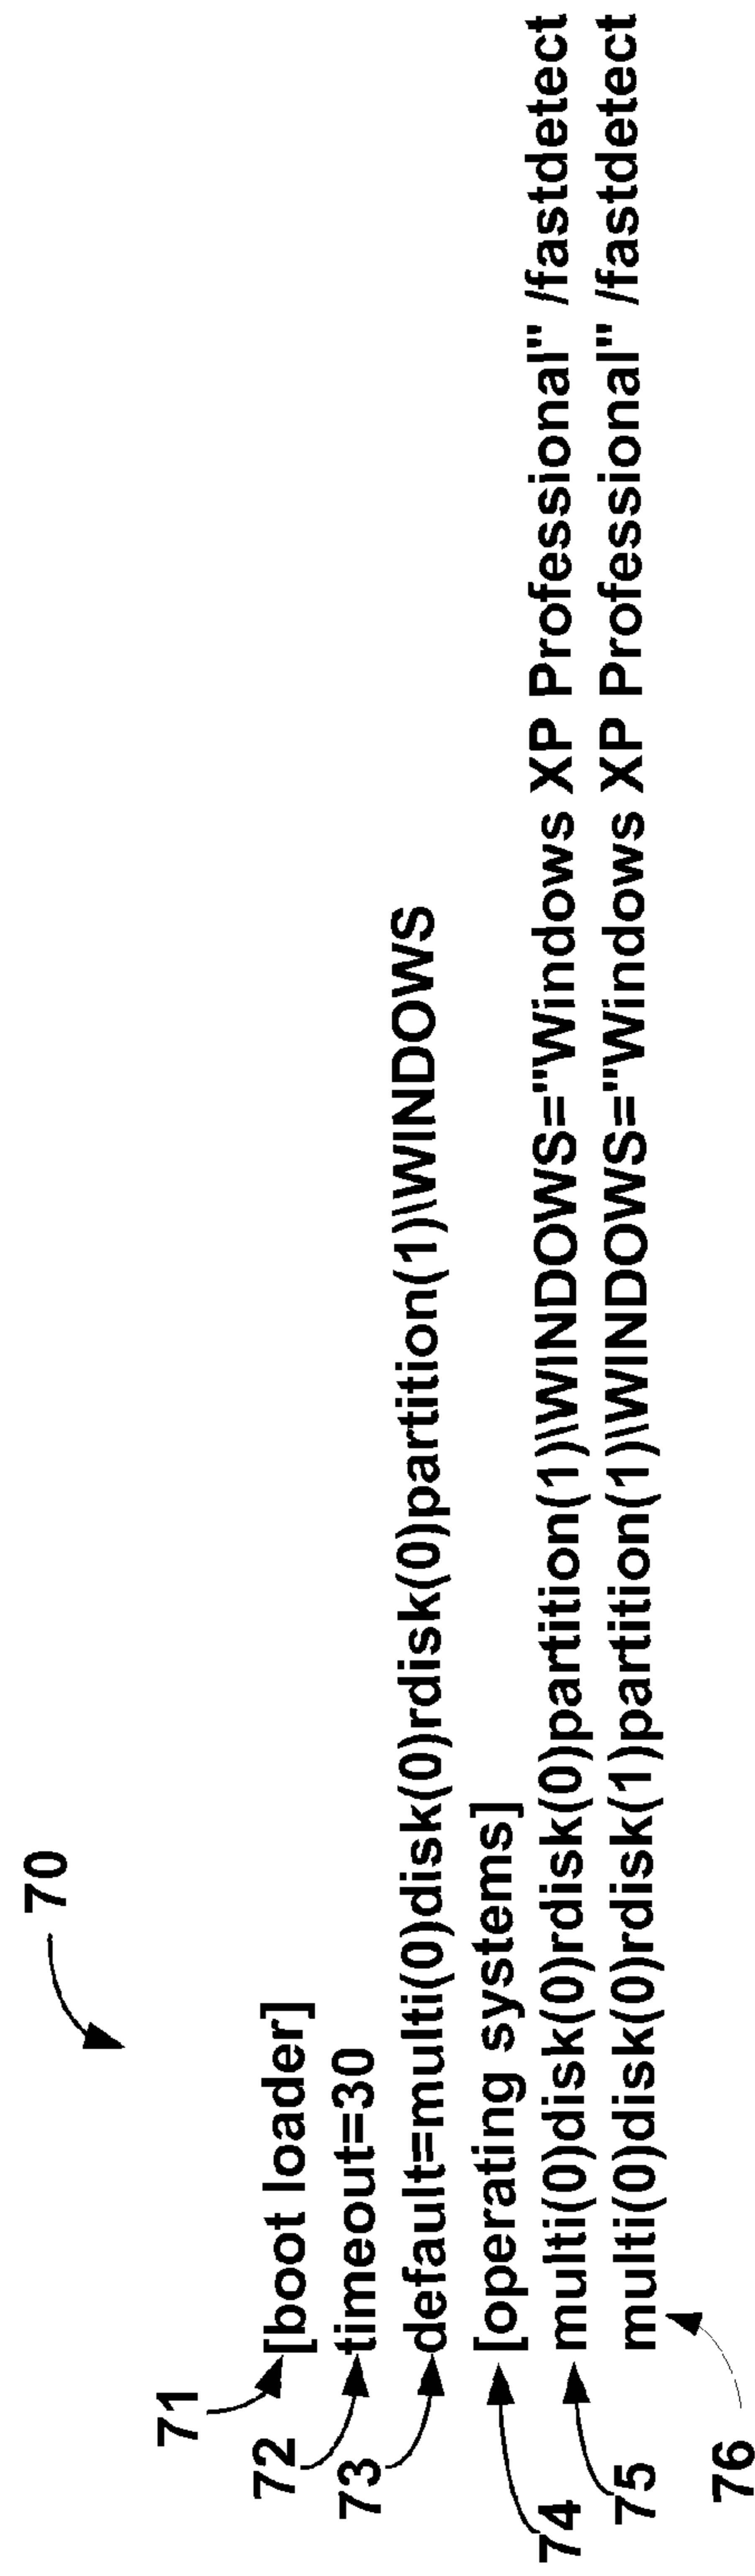 70
71 [boot loader]
72 timeout=30
73 default=multi(0)disk(0)rdisk(0)partition(1)\WINDOWS
74 [operating systems]
75 multi(0)disk(0)rdisk(0)partition(1)\WINDOWS="Windows XP Professional" /fastdetect
76 multi(0)disk(0)rdisk(1)partition(1)\WINDOWS="Windows XP Professional" /fastdetect